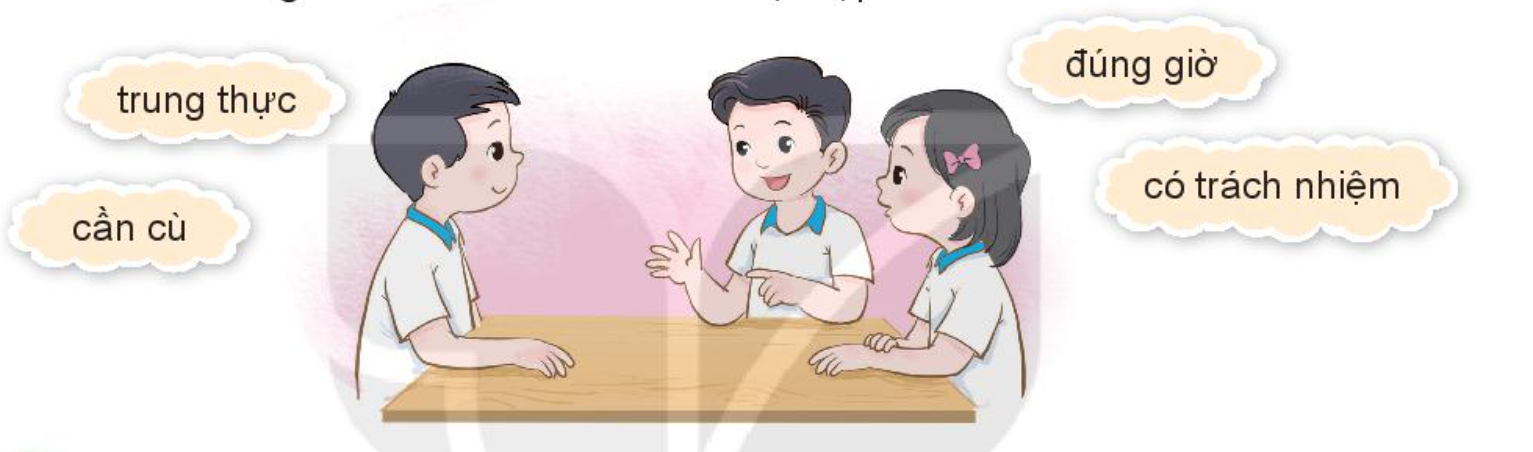 trung thực
đúng giờ
cần cù
có trách nhiệm